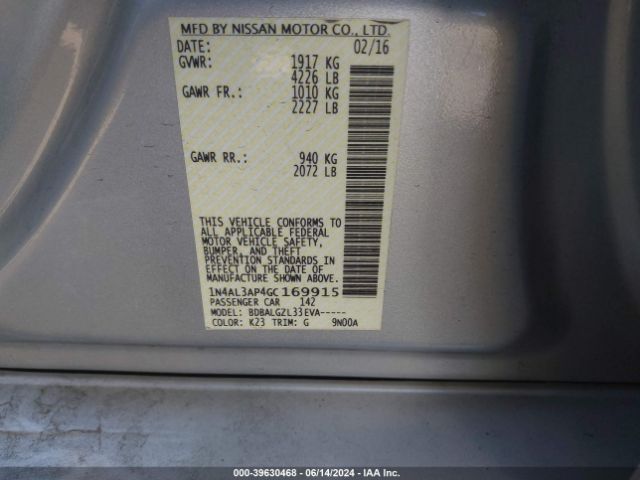 MFD BY NISSAN MOTOR CO., LTD.
DATE: 02/16
GVWR: 1917 KG
4226 LB
GAWR FR.: 1010 KG
2227 LB
GAWR RR.: 940 KG
2072 LB
THIS VEHICLE CONFORMS TO
ALL APPLICABLE FEDERAL
MOTOR VEHICLE SAFETY,
BUMPER, AND THEFT
PREVENTION STANDARDS IN
EFFECT ON THE DATE OF
MANUFACTURE SHOWN ABOVE.
1N4AL3AP4GC169915
PASSENGER CAR 142
MODEL: BDBALGZL33EVA-----
COLOR: K23 TRIM: G 9N00A
000-39630468 - 06/14/2024 - IAA Inc.